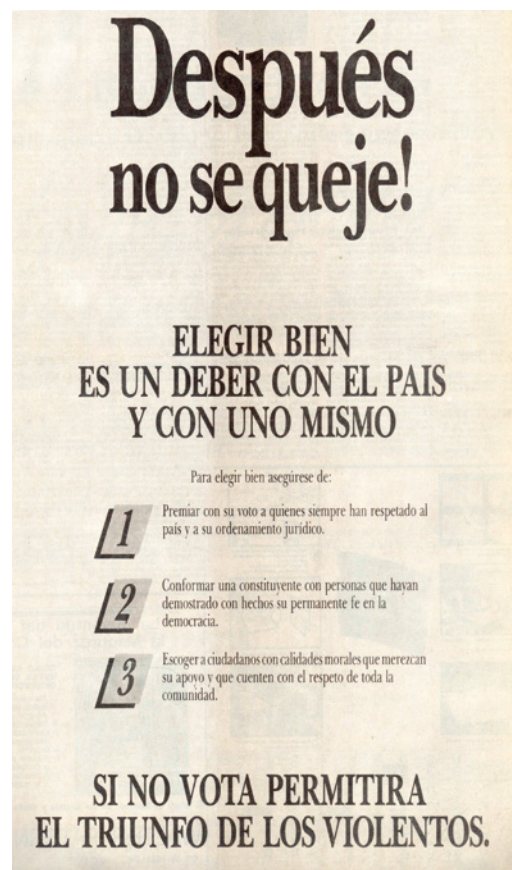 Después
no se queje!
ELEGIR BIEN
ES UN DEBER CON EL PAIS
Y CON UNO MISMO
Para elegir bien asegúrese de:
1 Premiar con su voto a quienes siempre han respetado al
país y a su ordenamiento jurídico.
2 Conformar una constituyente con personas que hayan
demostrado con hechos su permanente fe en la
democracia.
3 Escoger a ciudadanos con calidades morales que merezcan
su apoyo y que cuenten con el respeto de toda la
comunidad.
SI NO VOTA PERMITIRA
EL TRIUNFO DE LOS VIOLENTOS.